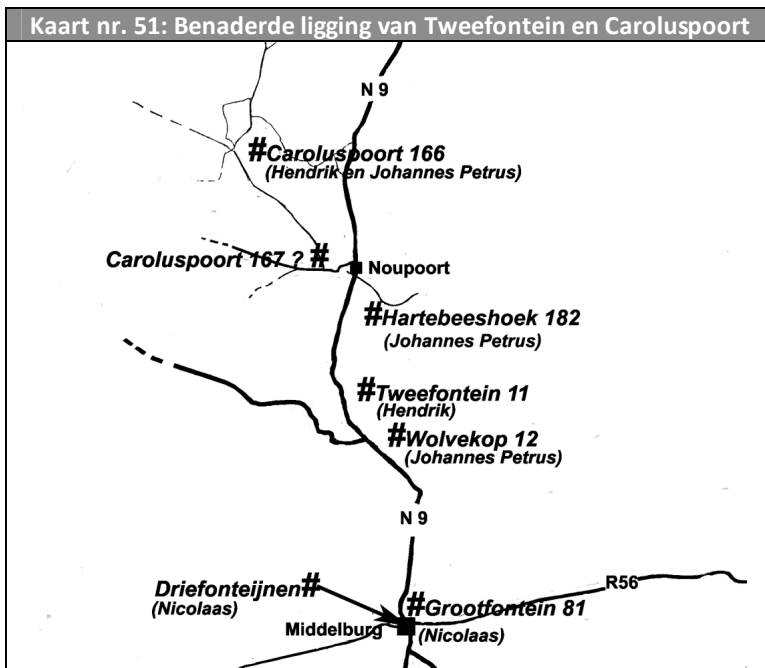 Kaart nr. 51: Benaderde ligging van Tweefontein en Caroluspoort
N 9
#Caroluspoort 166
(Hendrik en Johannes Petrus)
Caroluspoort 167 ? #
Noupoort
#Hartebeeshoek 182
(Johannes Petrus)
#Tweefontein 11
(Hendrik)
#Wolvekop 12
(Johannes Petrus)
N 9
Driefonteijnen#
(Nicolaas)
R56
#Grootfontein 81
Middelburg
(Nicolaas)